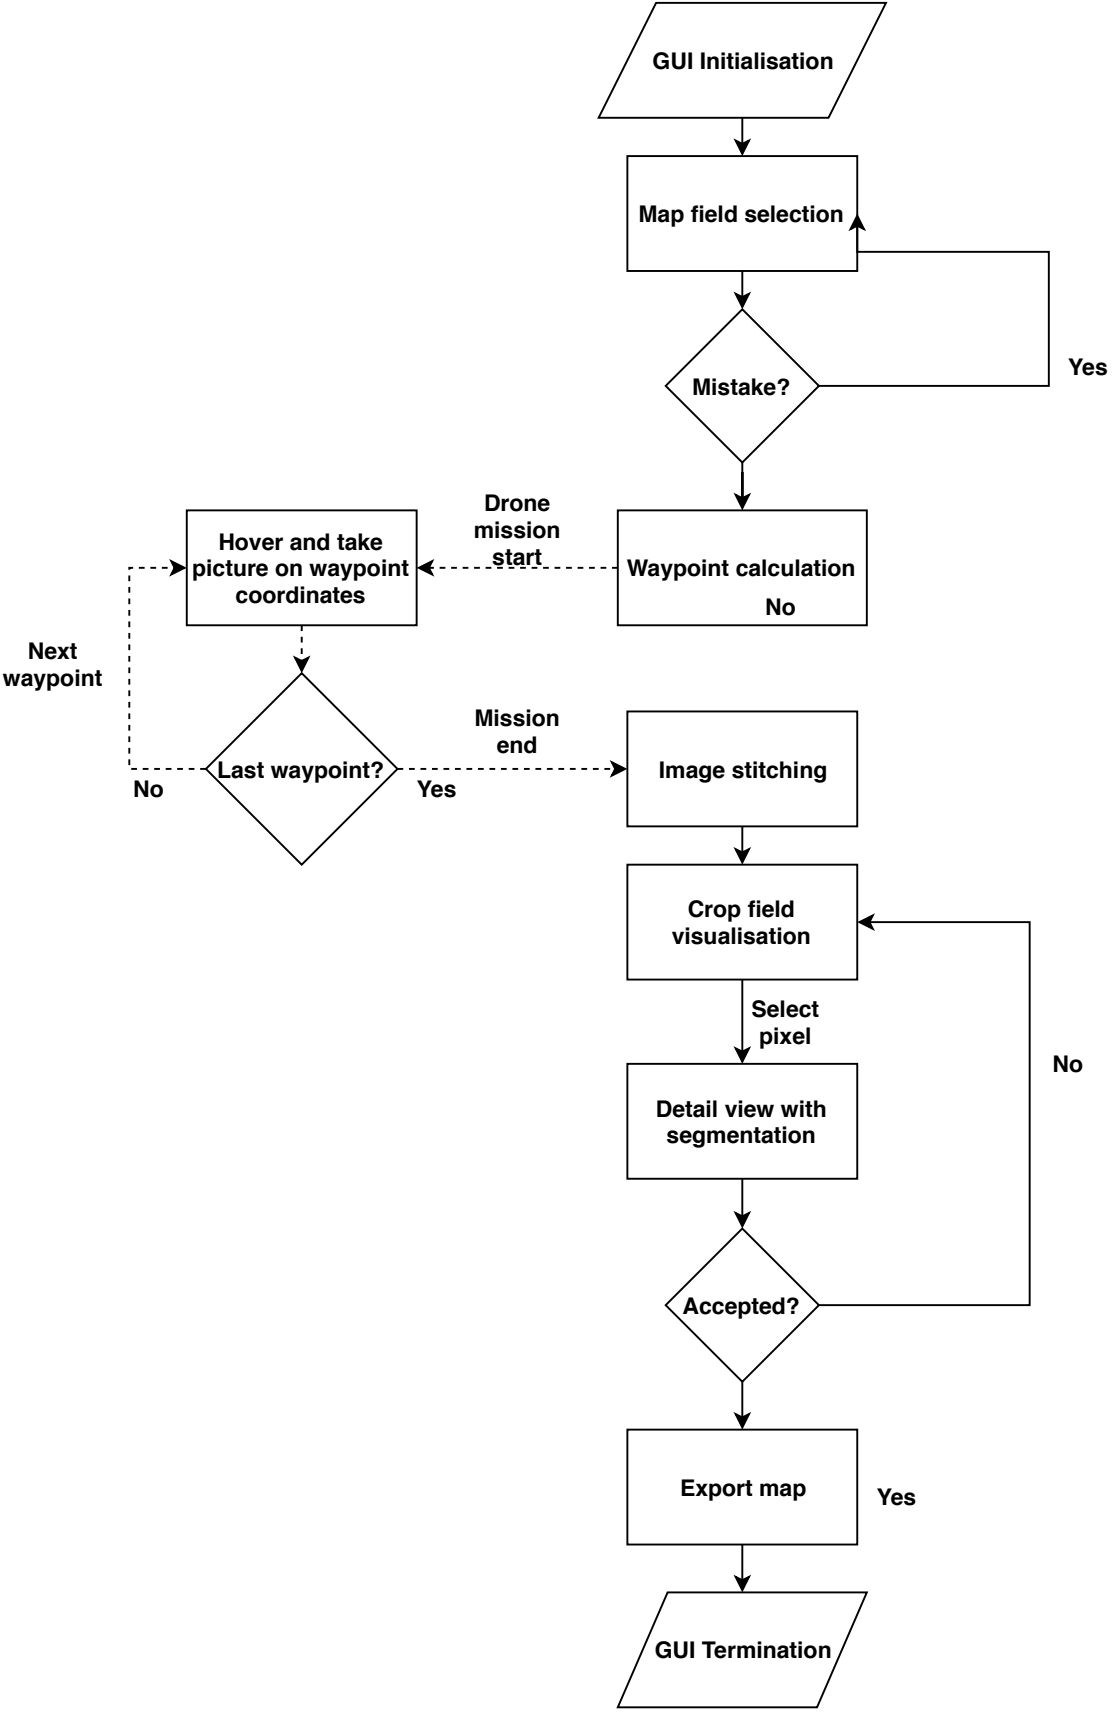 GUI Initialisation
Map field selection
Mistake?
Yes
Drone
mission
start
Hover and take
picture on waypoint
coordinates
Waypoint calculation
No
Next
waypoint
Mission
end
Last waypoint?
Image stitching
No
Yes
Crop field
visualisation
Select
pixel
No
Detail view with
segmentation
Accepted?
Export map
Yes
GUI Termination